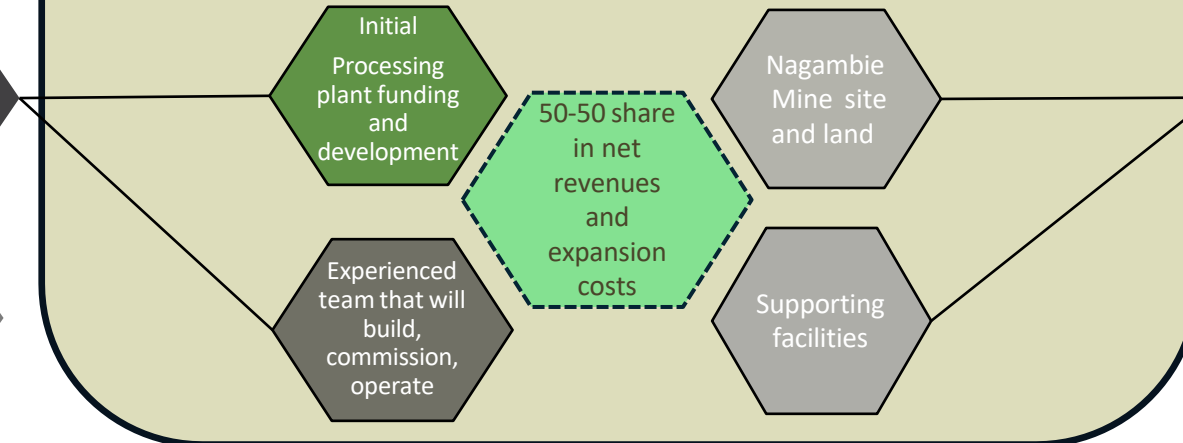 Initial
Processing
plant funding
and
development
Experienced
team that will
build,
commission,
operate
50-50 share
in net
revenues
and
expansion
costs
Nagambie
Mine site
and land
Supporting
facilities